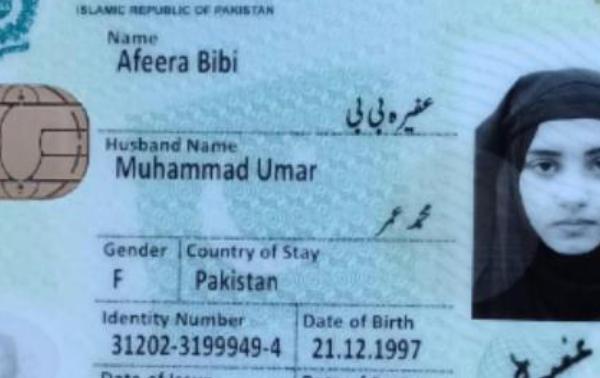 ISLAMIC REPUBLIC OF PAKISTAN
Name
Afeera Bibi
عفیرہ بی بی
Husband Name
Muhammad Umar
محمد عمر
Gender Country of Stay
F Pakistan
Identity Number Date of Birth
31202-3199949-4 21.12.1997